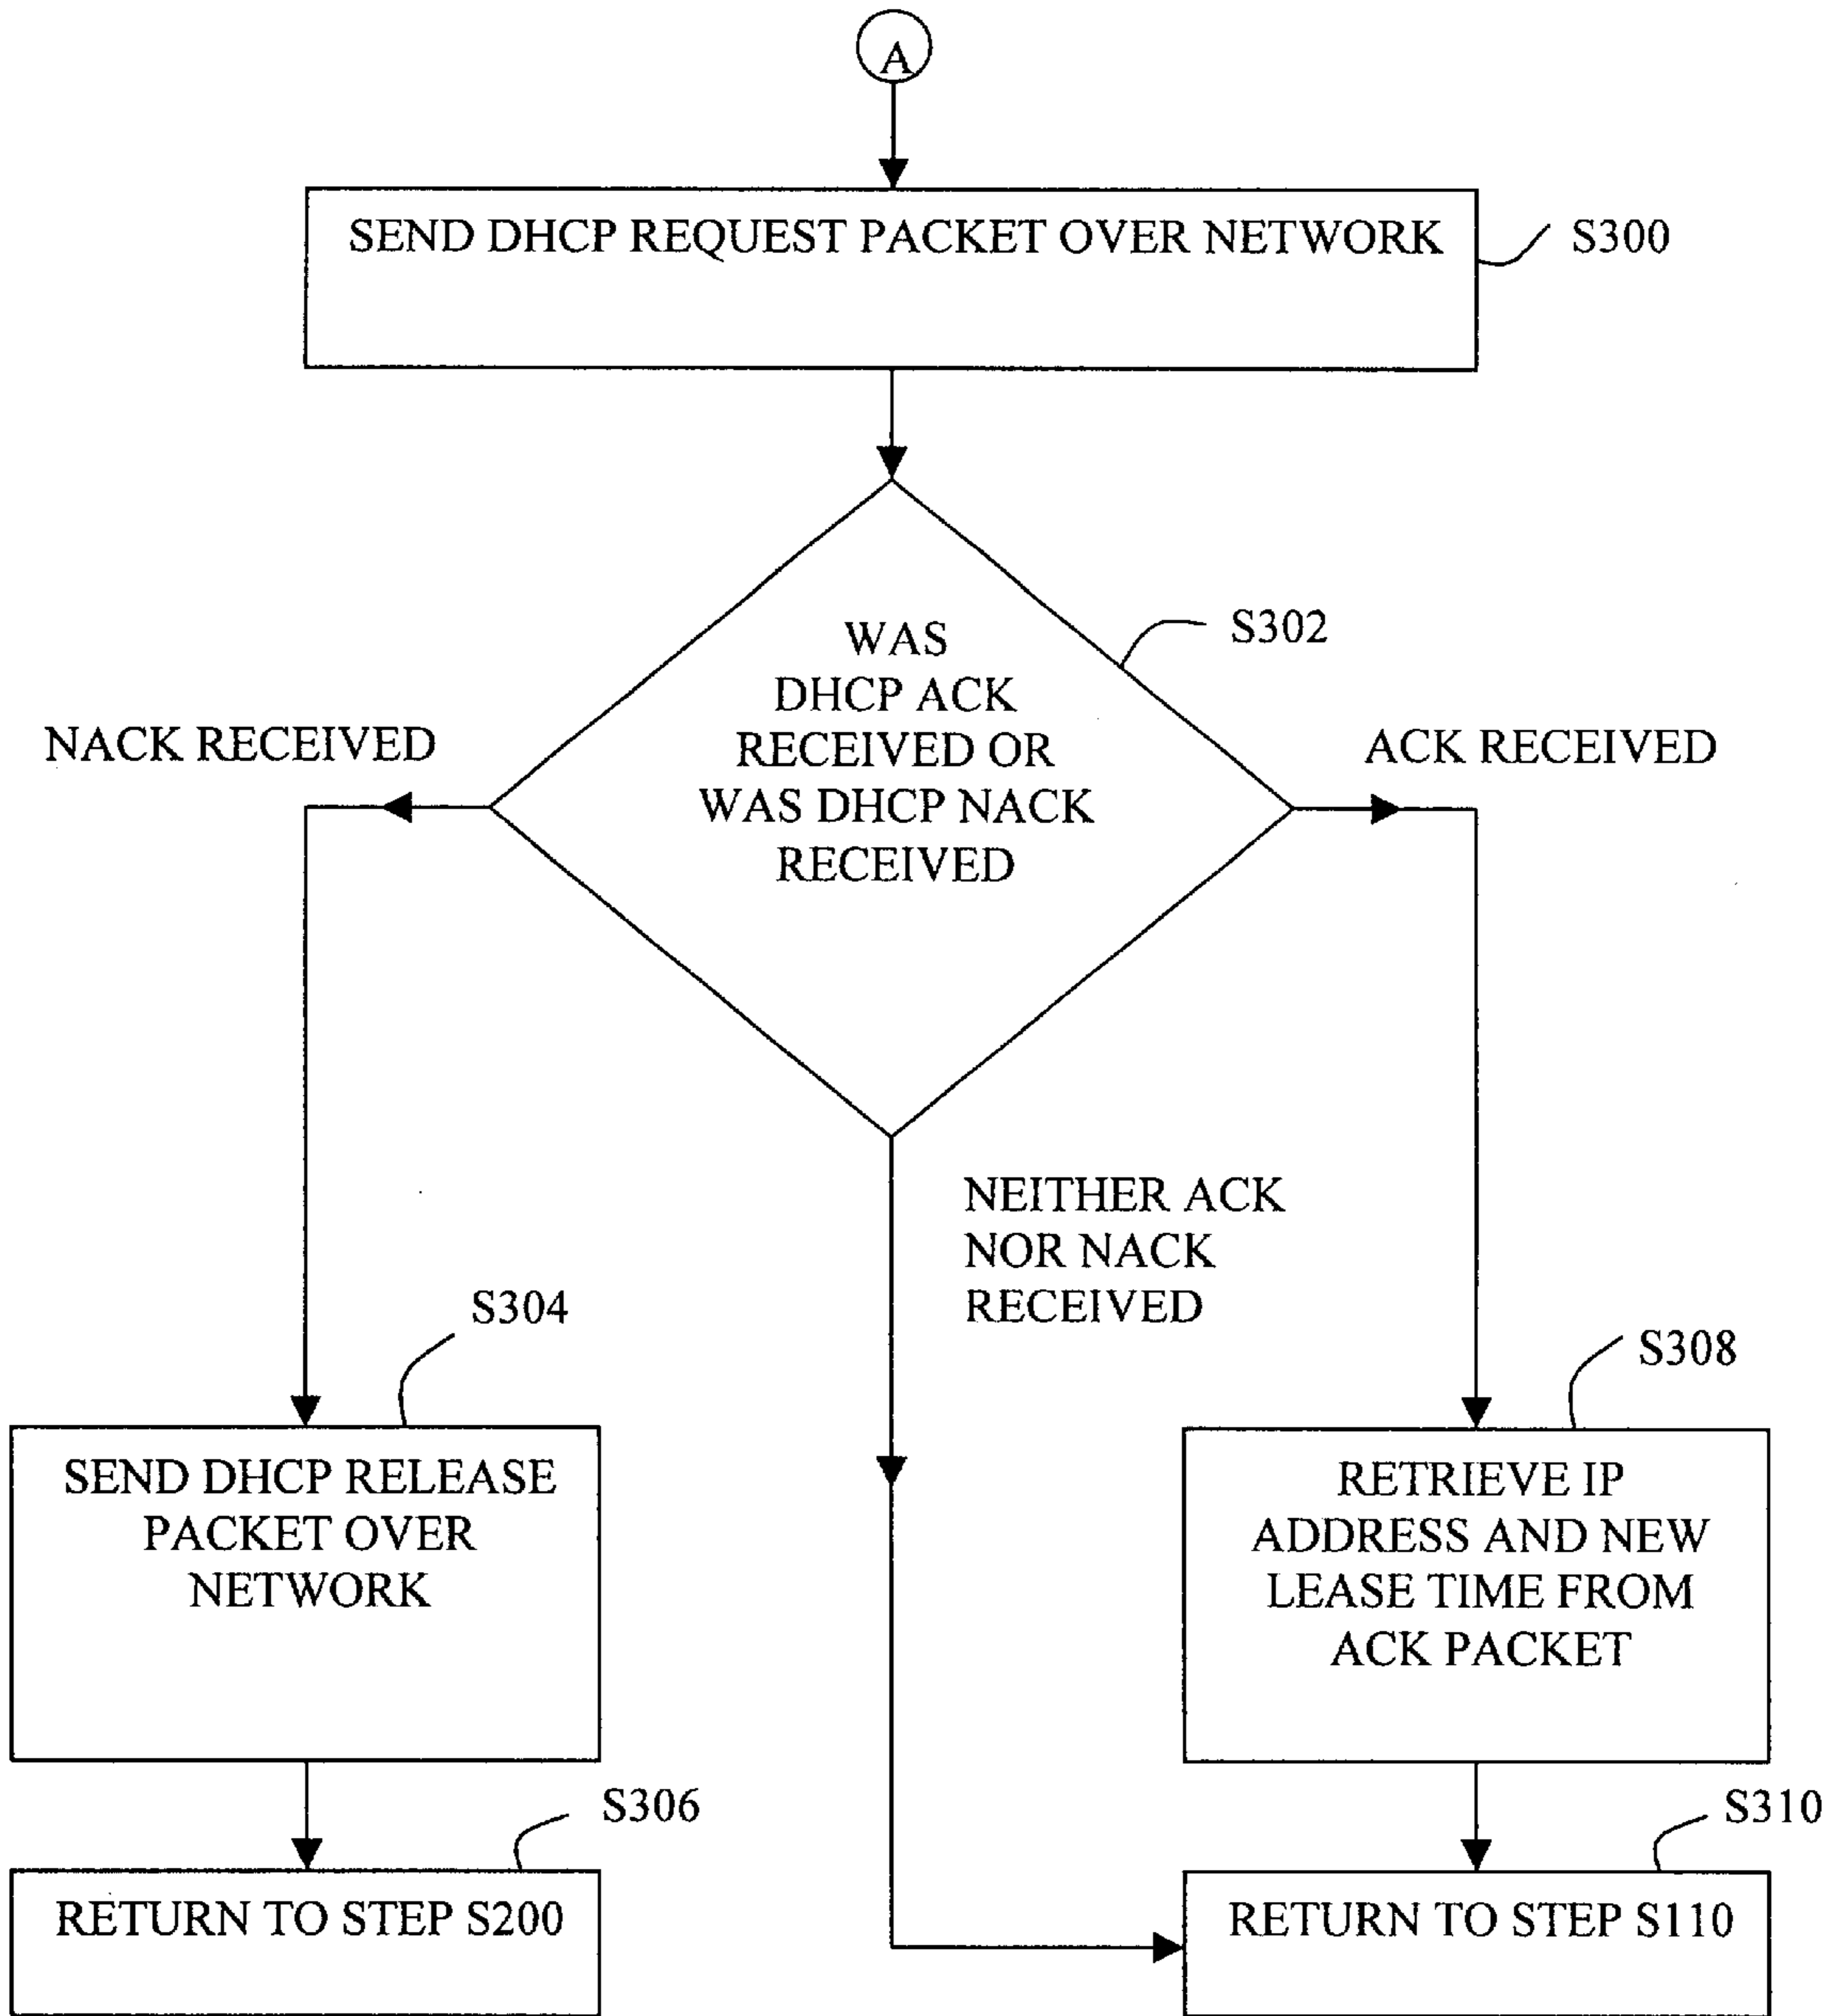 A
SEND DHCP REQUEST PACKET OVER NETWORK
S300
WAS
DHCP ACK
RECEIVED OR
WAS DHCP NACK
RECEIVED
S302
NACK RECEIVED
ACK RECEIVED
NEITHER ACK
NOR NACK
RECEIVED
S304
SEND DHCP RELEASE
PACKET OVER
NETWORK
S308
RETRIEVE IP
ADDRESS AND NEW
LEASE TIME FROM
ACK PACKET
S306
RETURN TO STEP S200
S310
RETURN TO STEP S110